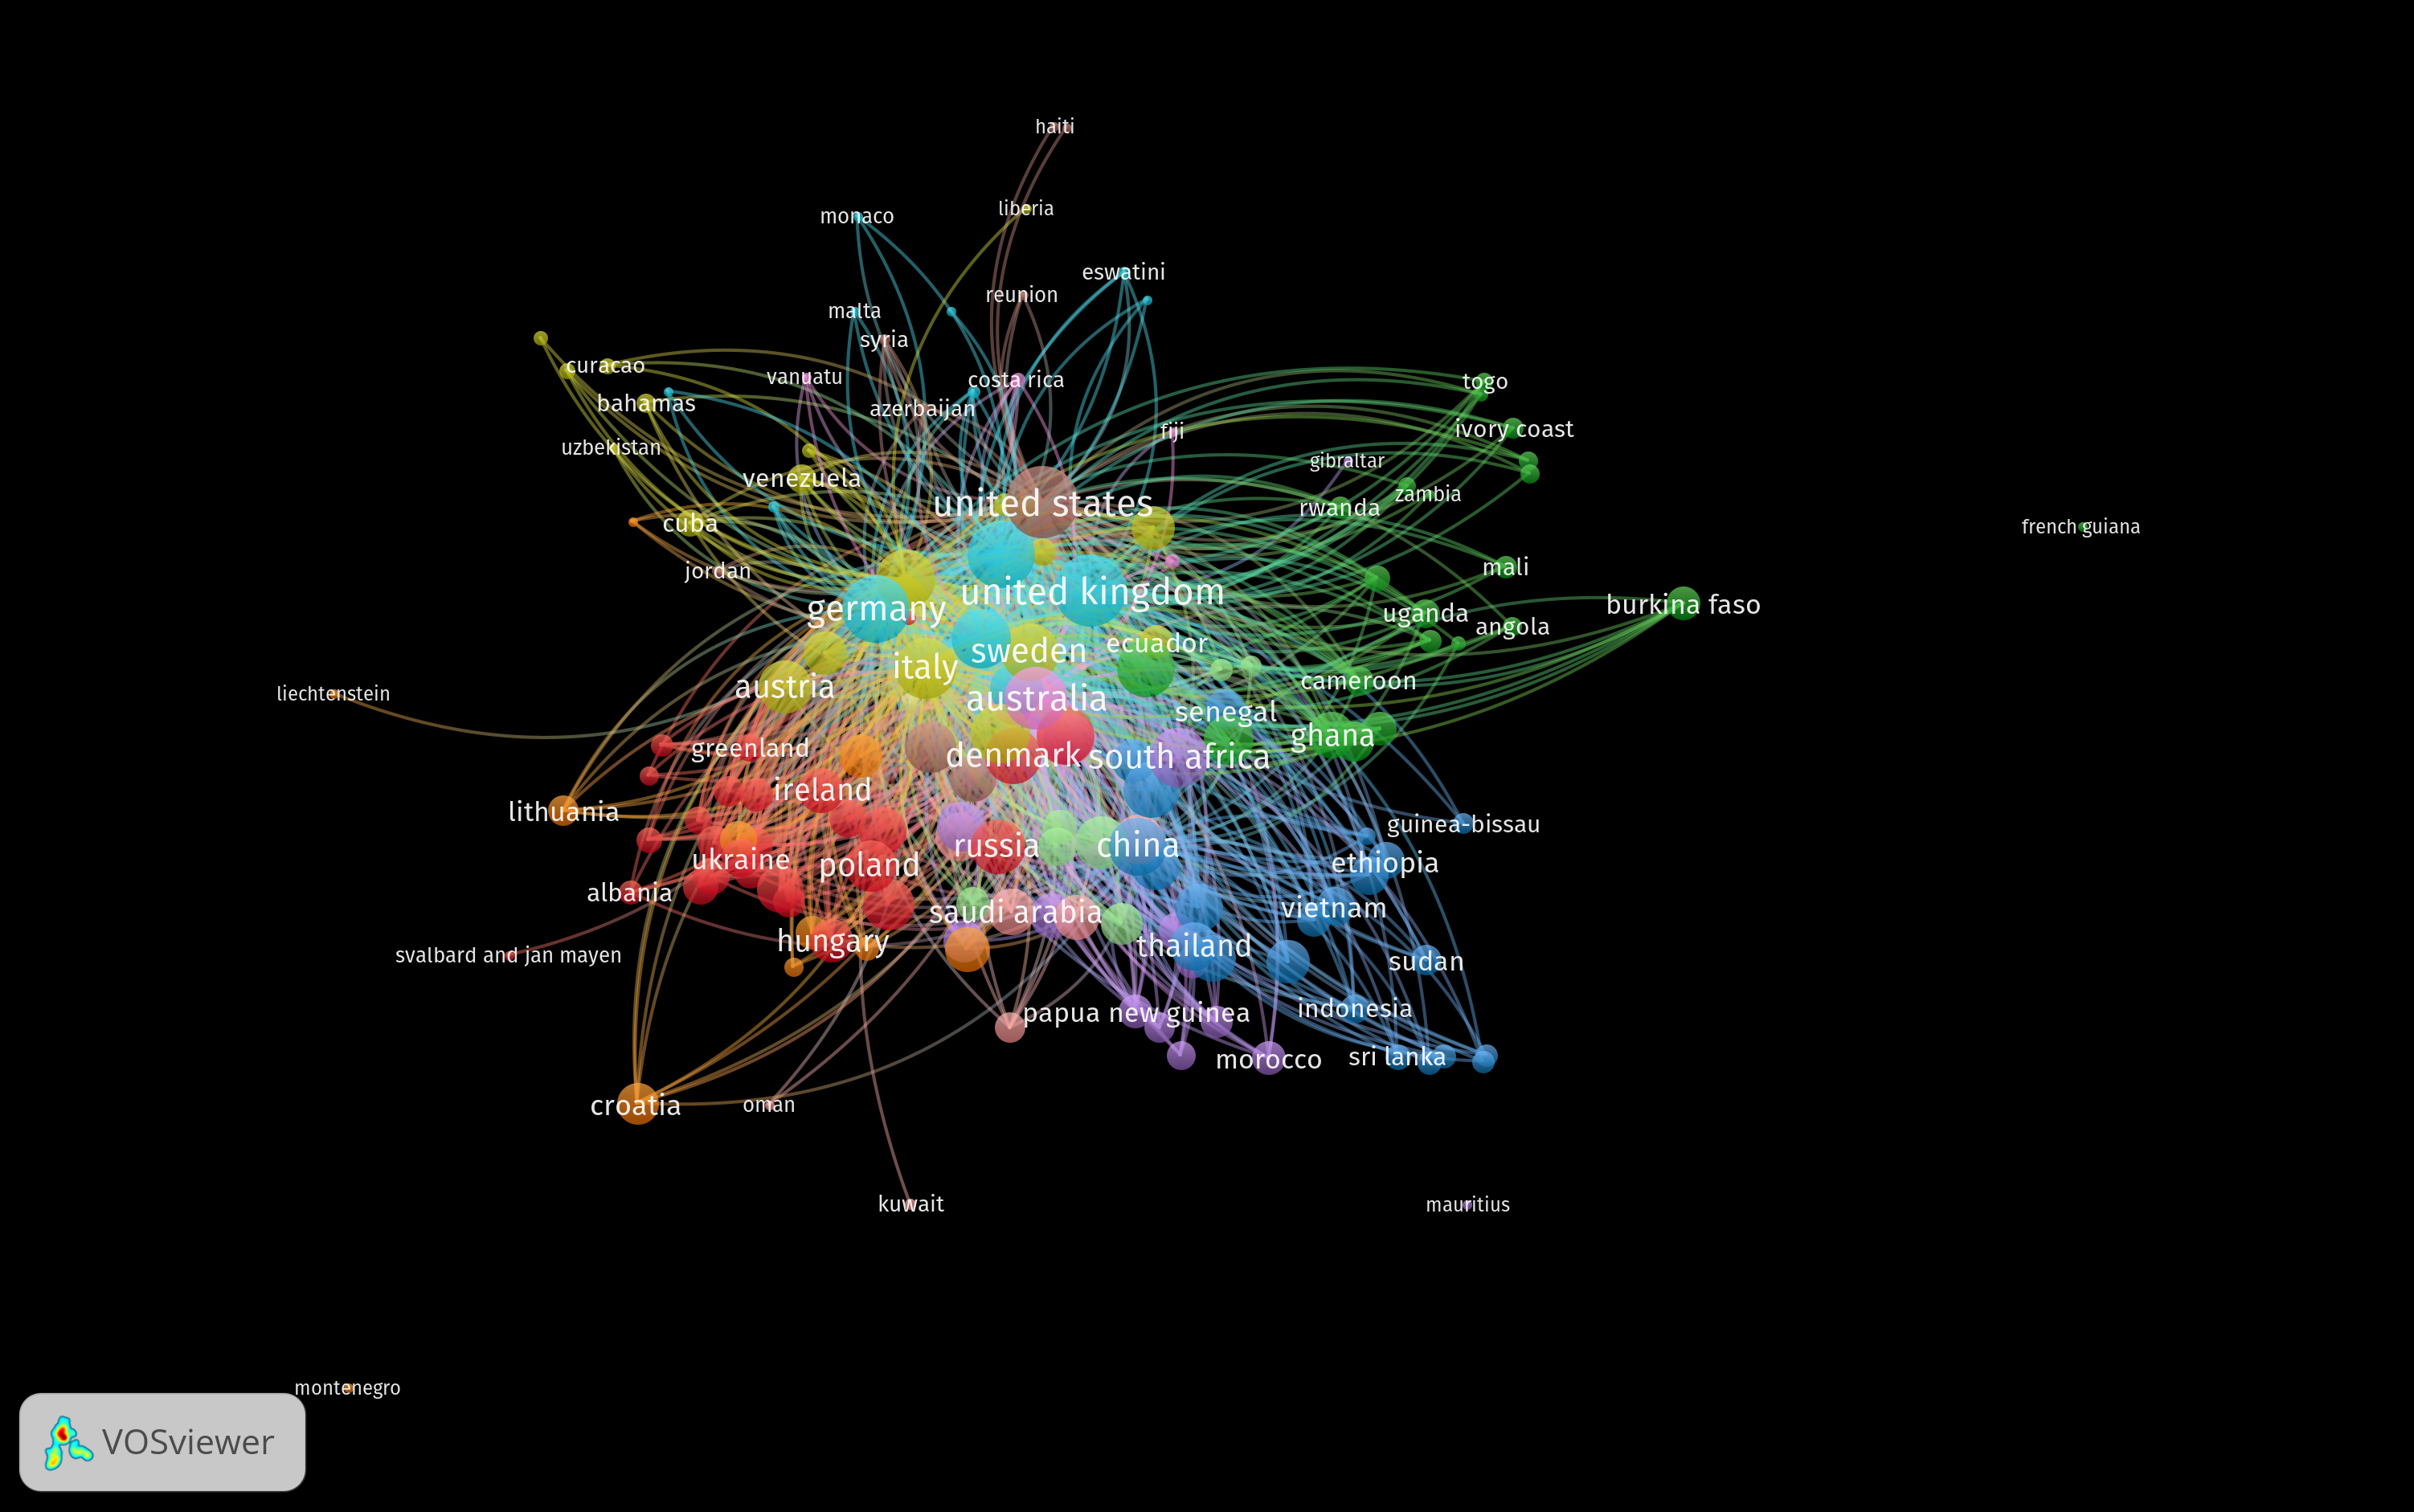 haiti
liberia
monaco
eswatini
reunion
malta
syria
curacao
vanuatu
costa rica
togo
bahamas
azerbaijan
ivory coast
fiji
uzbekistan
gibraltar
venezuela
zambia
united states
rwanda
cuba
french guiana
jordan
mali
united kingdom
burkina faso
germany
uganda
angola
ecuador
sweden
italy
cameroon
austria
liechtenstein
australia
senegal
ghana
greenland
denmark
south africa
ireland
lithuania
guinea-bissau
russia
china
ukraine
poland
ethiopia
albania
vietnam
saudi arabia
hungary
thailand
svalbard and jan mayen
sudan
indonesia
papua new guinea
sri lanka
morocco
croatia
oman
kuwait
mauritius
montenegro
VOSviewer